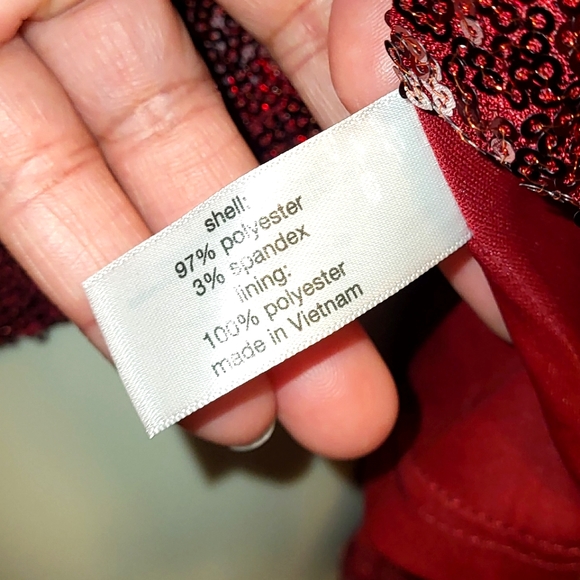 shell:
97% polyester
3% spandex
lining:
100% polyester
made in Vietnam